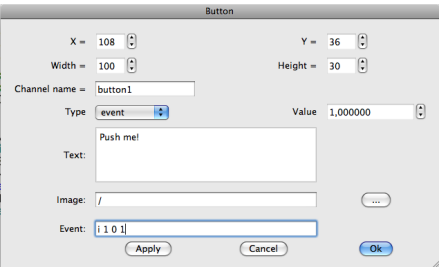 Button
X = 108 Y = 36
Width = 100 Height = 30
Channel name = button1
Type event Value 1,000000
Text: Push me!
Image: / ...
Event: i 1 0 1
Apply Cancel Ok